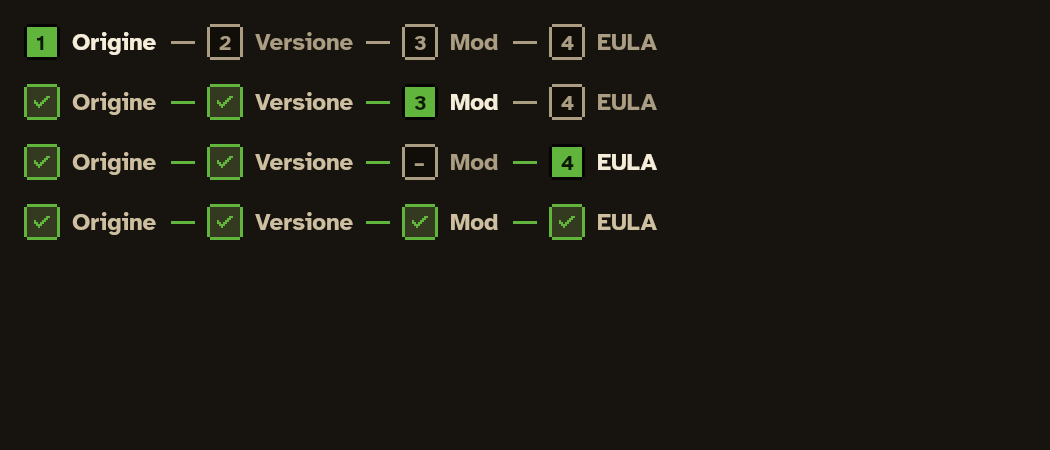 1 Origine — 2 Versione — 3 Mod — 4 EULA
✓ Origine — ✓ Versione — 3 Mod — 4 EULA
✓ Origine — ✓ Versione — – Mod — 4 EULA
✓ Origine — ✓ Versione — ✓ Mod — ✓ EULA